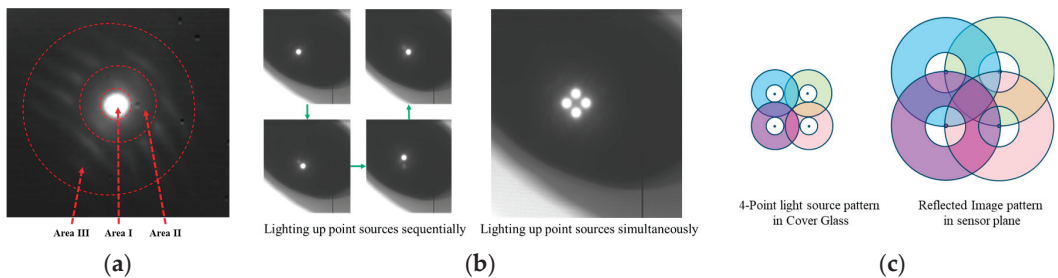 Area III
Area I
Area II
(a)
Lighting up point sources sequentially
Lighting up point sources simultaneously
(b)
4-Point light source pattern
in Cover Glass
Reflected Image pattern
in sensor plane
(c)